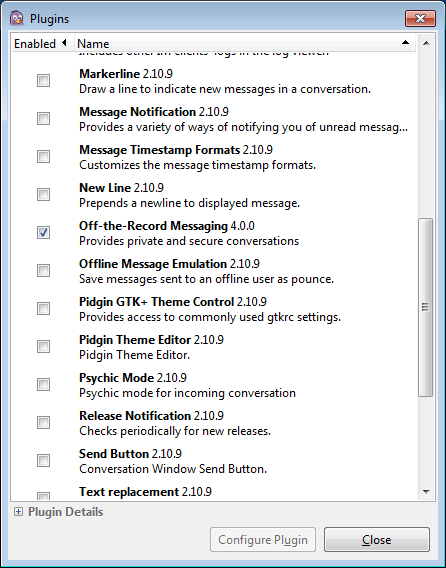 Plugins
Enabled Name
Includes other IM clients' logs in the log viewer
Markerline 2.10.9
Draw a line to indicate new messages in a conversation.
Message Notification 2.10.9
Provides a variety of ways of notifying you of unread messag...
Message Timestamp Formats 2.10.9
Customizes the message timestamp formats.
New Line 2.10.9
Prepends a newline to displayed message.
Off-the-Record Messaging 4.0.0
Provides private and secure conversations
Offline Message Emulation 2.10.9
Save messages sent to an offline user as pounce.
Pidgin GTK+ Theme Control 2.10.9
Provides access to commonly used gtkrc settings.
Pidgin Theme Editor 2.10.9
Pidgin Theme Editor.
Psychic Mode 2.10.9
Psychic mode for incoming conversation
Release Notification 2.10.9
Checks periodically for new releases.
Send Button 2.10.9
Conversation Window Send Button.
Text replacement 2.10.9
Plugin Details
Configure Plugin Close